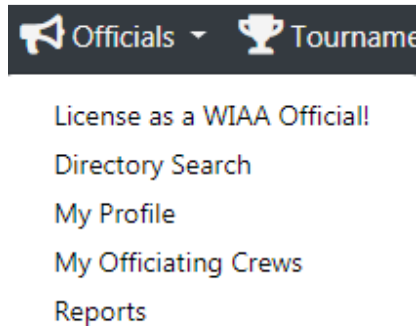 Officials Tourname
License as a WIAA Official!
Directory Search
My Profile
My Officiating Crews
Reports